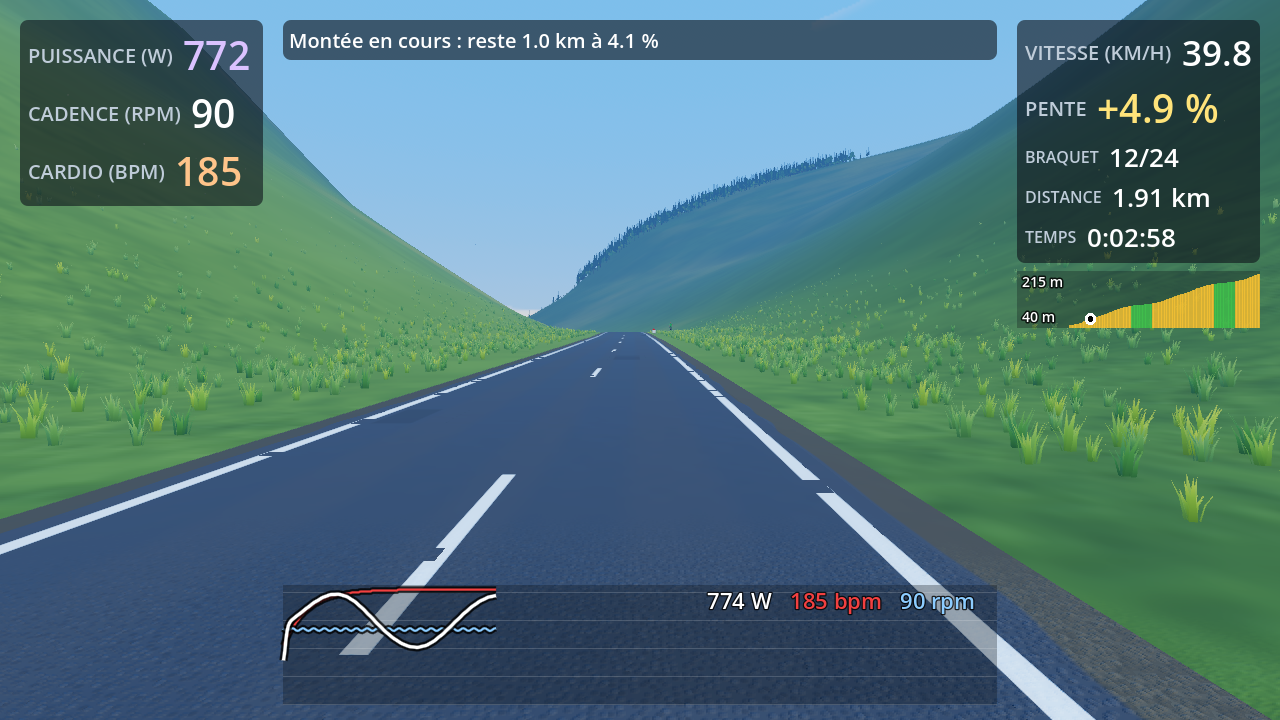 PUISSANCE (W) 772
CADENCE (RPM) 90
CARDIO (BPM) 185
Montée en cours : reste 1.0 km à 4.1 %
VITESSE (KM/H) 39.8
PENTE +4.9 %
BRAQUET 12/24
DISTANCE 1.91 km
TEMPS 0:02:58
215 m
40 m
774 W 185 bpm 90 rpm